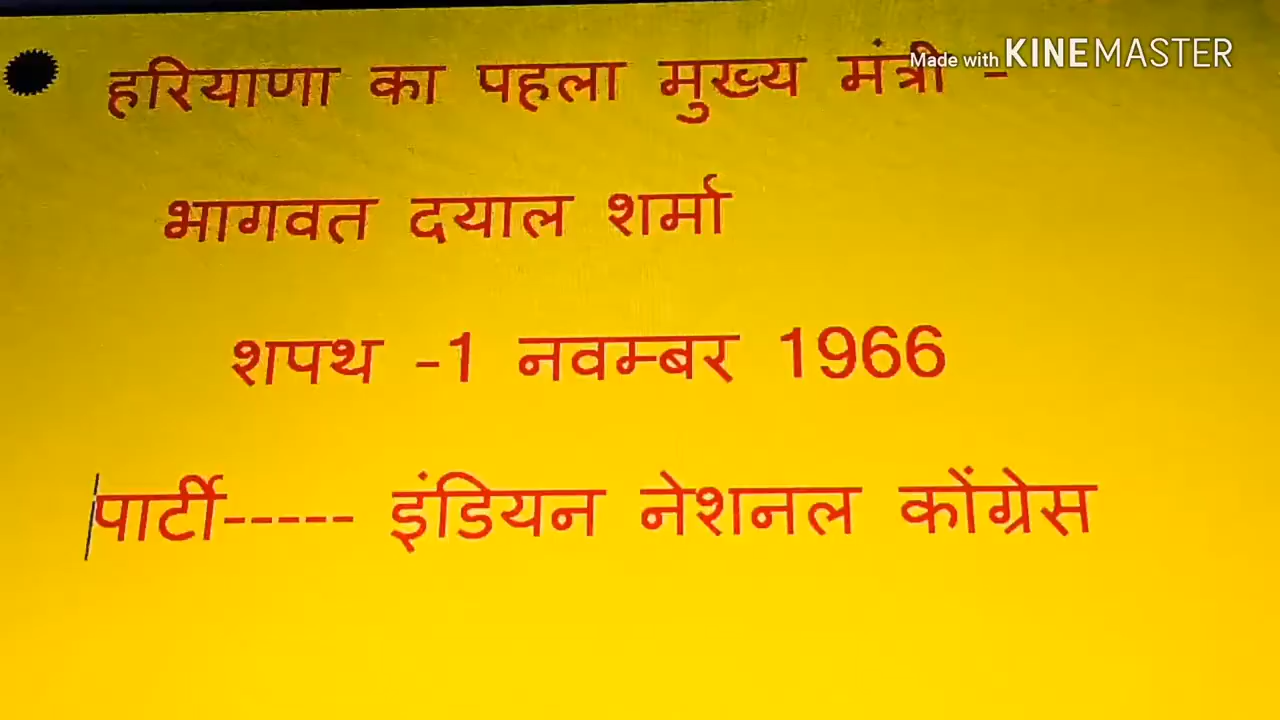 Made with KINEMASTER
हरियाणा का पहला मुख्य मंत्री -
भागवत दयाल शर्मा
शपथ -1 नवम्बर 1966
पार्टी----- इंडियन नेशनल कोंग्रेस